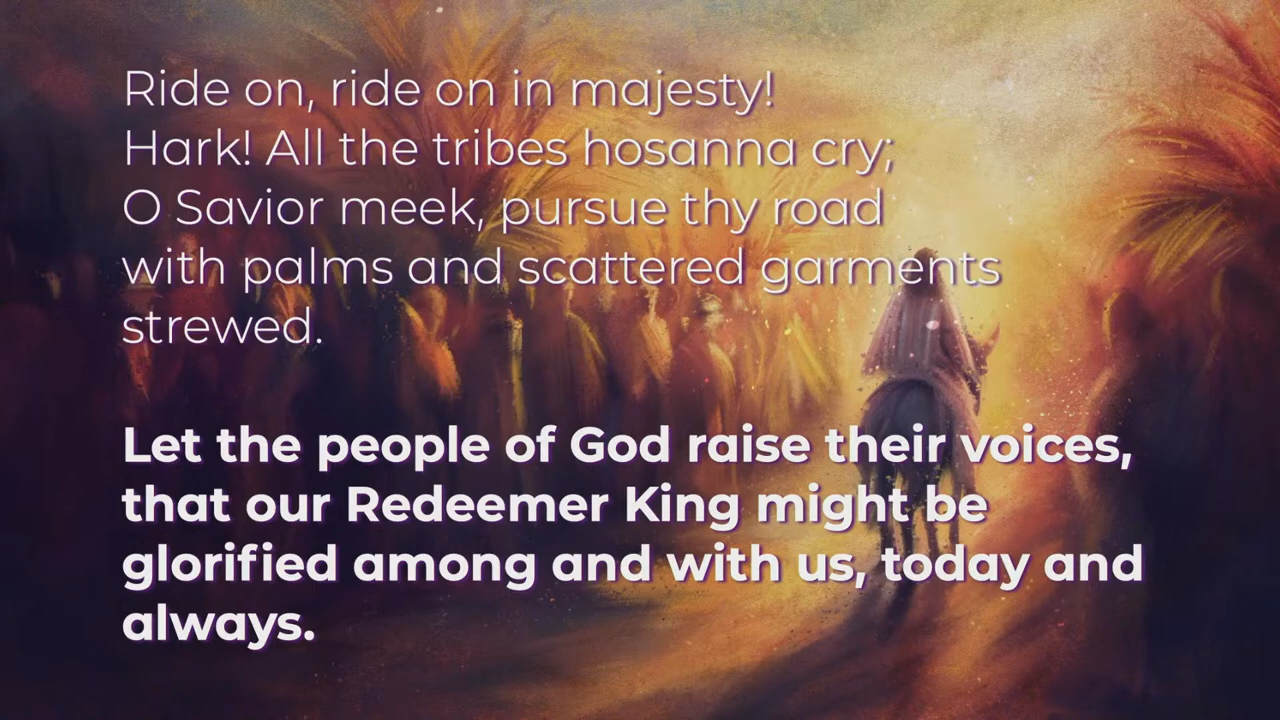 Ride on, ride on in majesty!
Hark! All the tribes hosanna cry;
O Savior meek, pursue thy road
with palms and scattered garments
strewed.
Let the people of God raise their voices,
that our Redeemer King might be
glorified among and with us, today and
always.